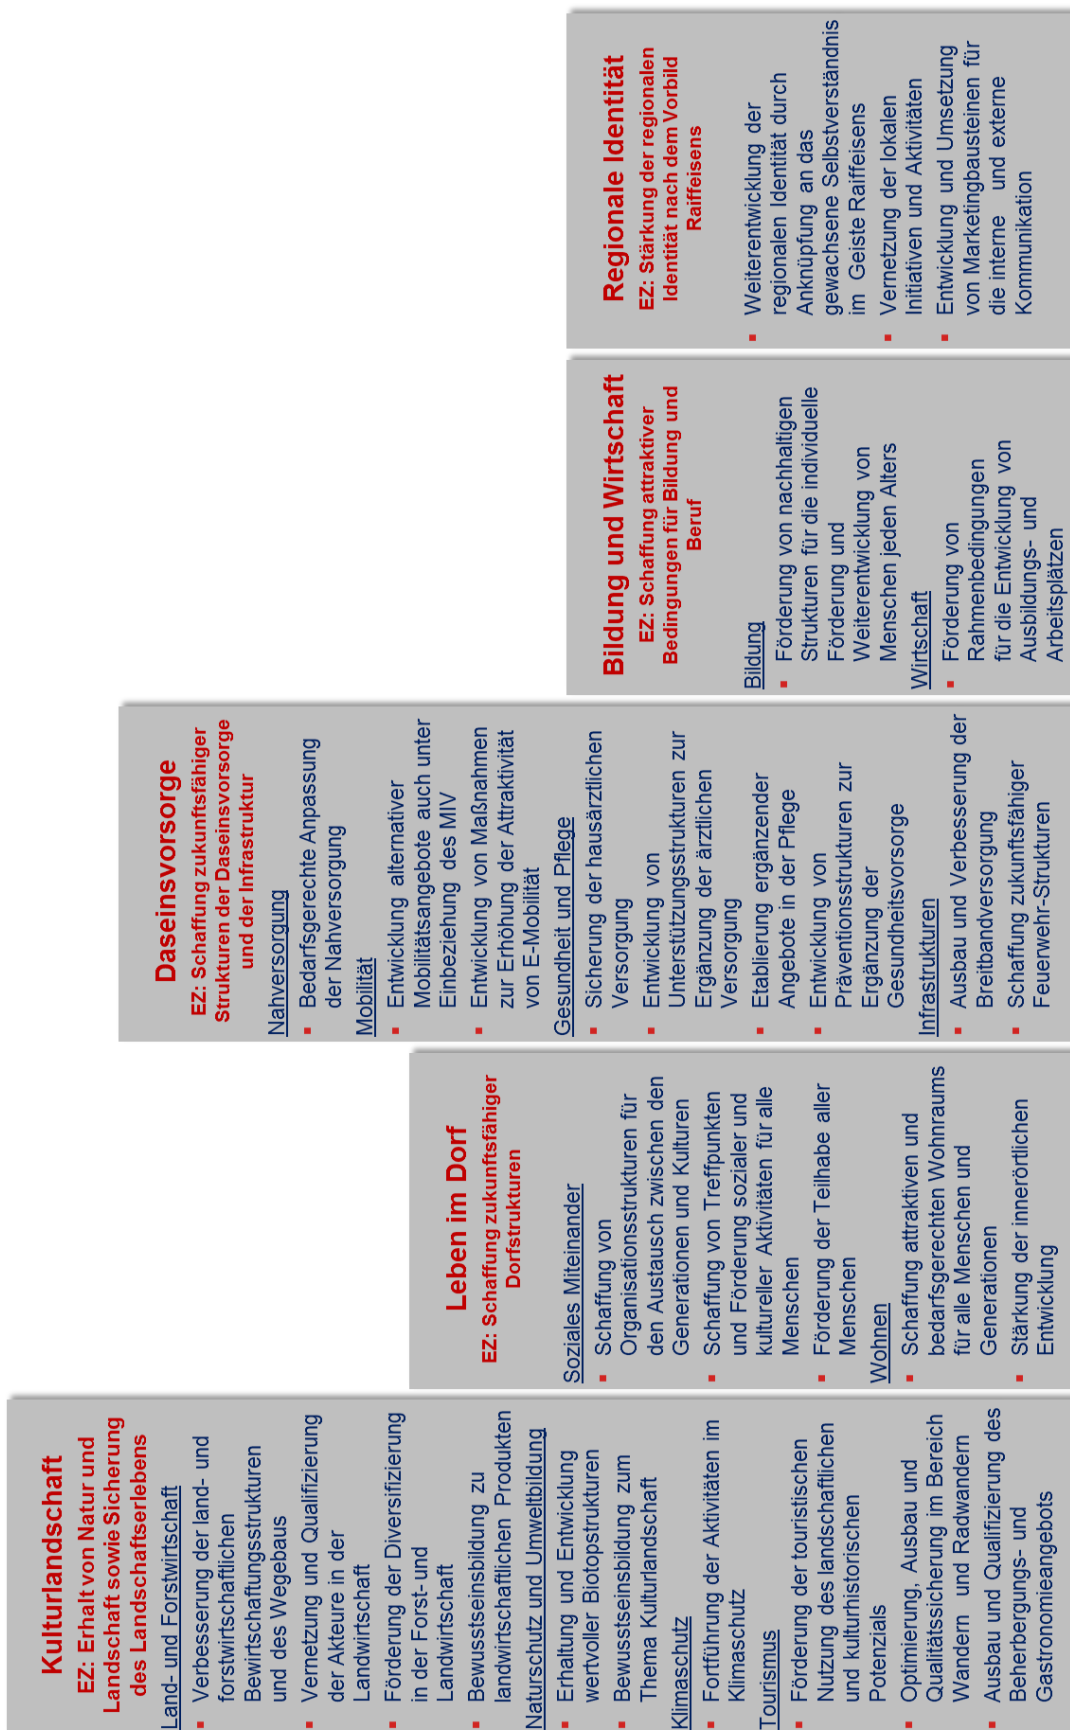 Kulturlandschaft
EZ: Erhalt von Natur und
Landschaft sowie Sicherung
des Landschaftserlebens
Land- und Forstwirtschaft
▪ Verbesserung der land- und
forstwirtschaftlichen
Bewirtschaftungsstrukturen
und des Wegebaus
▪ Vernetzung und Qualifizierung
der Akteure in der
Landwirtschaft
▪ Förderung der Diversifizierung
in der Forst- und
Landwirtschaft
▪ Bewusstseinsbildung zu
landwirtschaftlichen Produkten
Naturschutz und Umweltbildung
▪ Erhaltung und Entwicklung
wertvoller Biotopstrukturen
▪ Bewusstseinsbildung zum
Thema Kulturlandschaft
Klimaschutz
▪ Fortführung der Aktivitäten im
Klimaschutz
Tourismus
▪ Förderung der touristischen
Nutzung des landschaftlichen
und kulturhistorischen
Potenzials
▪ Optimierung, Ausbau und
Qualitätssicherung im Bereich
Wandern und Radwandern
▪ Ausbau und Qualifizierung des
Beherbergungs- und
Gastronomieangebots
Leben im Dorf
EZ: Schaffung zukunftsfähiger
Dorfstrukturen
Soziales Miteinander
▪ Schaffung von
Organisationsstrukturen für
den Austausch zwischen den
Generationen und Kulturen
▪ Schaffung von Treffpunkten
und Förderung sozialer und
kultureller Aktivitäten für alle
Menschen
▪ Förderung der Teilhabe aller
Menschen
Wohnen
▪ Schaffung attraktiven und
bedarfsgerechten Wohnraums
für alle Menschen und
Generationen
▪ Stärkung der innerörtlichen
Entwicklung
Daseinsvorsorge
EZ: Schaffung zukunftsfähiger
Strukturen der Daseinsvorsorge
und der Infrastruktur
Nahversorgung
▪ Bedarfsgerechte Anpassung
der Nahversorgung
Mobilität
▪ Entwicklung alternativer
Mobilitätsangebote auch unter
Einbeziehung des MIV
▪ Entwicklung von Maßnahmen
zur Erhöhung der Attraktivität
von E-Mobilität
Gesundheit und Pflege
▪ Sicherung der hausärztlichen
Versorgung
▪ Entwicklung von
Unterstützungsstrukturen zur
Ergänzung der ärztlichen
Versorgung
▪ Etablierung ergänzender
Angebote in der Pflege
▪ Entwicklung von
Präventionsstrukturen zur
Ergänzung der
Gesundheitsvorsorge
Infrastrukturen
▪ Ausbau und Verbesserung der
Breitbandversorgung
▪ Schaffung zukunftsfähiger
Feuerwehr-Strukturen
Bildung und Wirtschaft
EZ: Schaffung attraktiver
Bedingungen für Bildung und
Beruf
Bildung
▪ Förderung von nachhaltigen
Strukturen für die individuelle
Förderung und
Weiterentwicklung von
Menschen jeden Alters
Wirtschaft
▪ Förderung von
Rahmenbedingungen
für die Entwicklung von
Ausbildungs- und
Arbeitsplätzen
Regionale Identität
EZ: Stärkung der regionalen
Identität nach dem Vorbild
Raiffeisens
▪ Weiterentwicklung der
regionalen Identität durch
Anknüpfung an das
gewachsene Selbstverständnis
im Geiste Raiffeisens
▪ Vernetzung der lokalen
Initiativen und Aktivitäten
▪ Entwicklung und Umsetzung
von Marketingbausteinen für
die interne und externe
Kommunikation